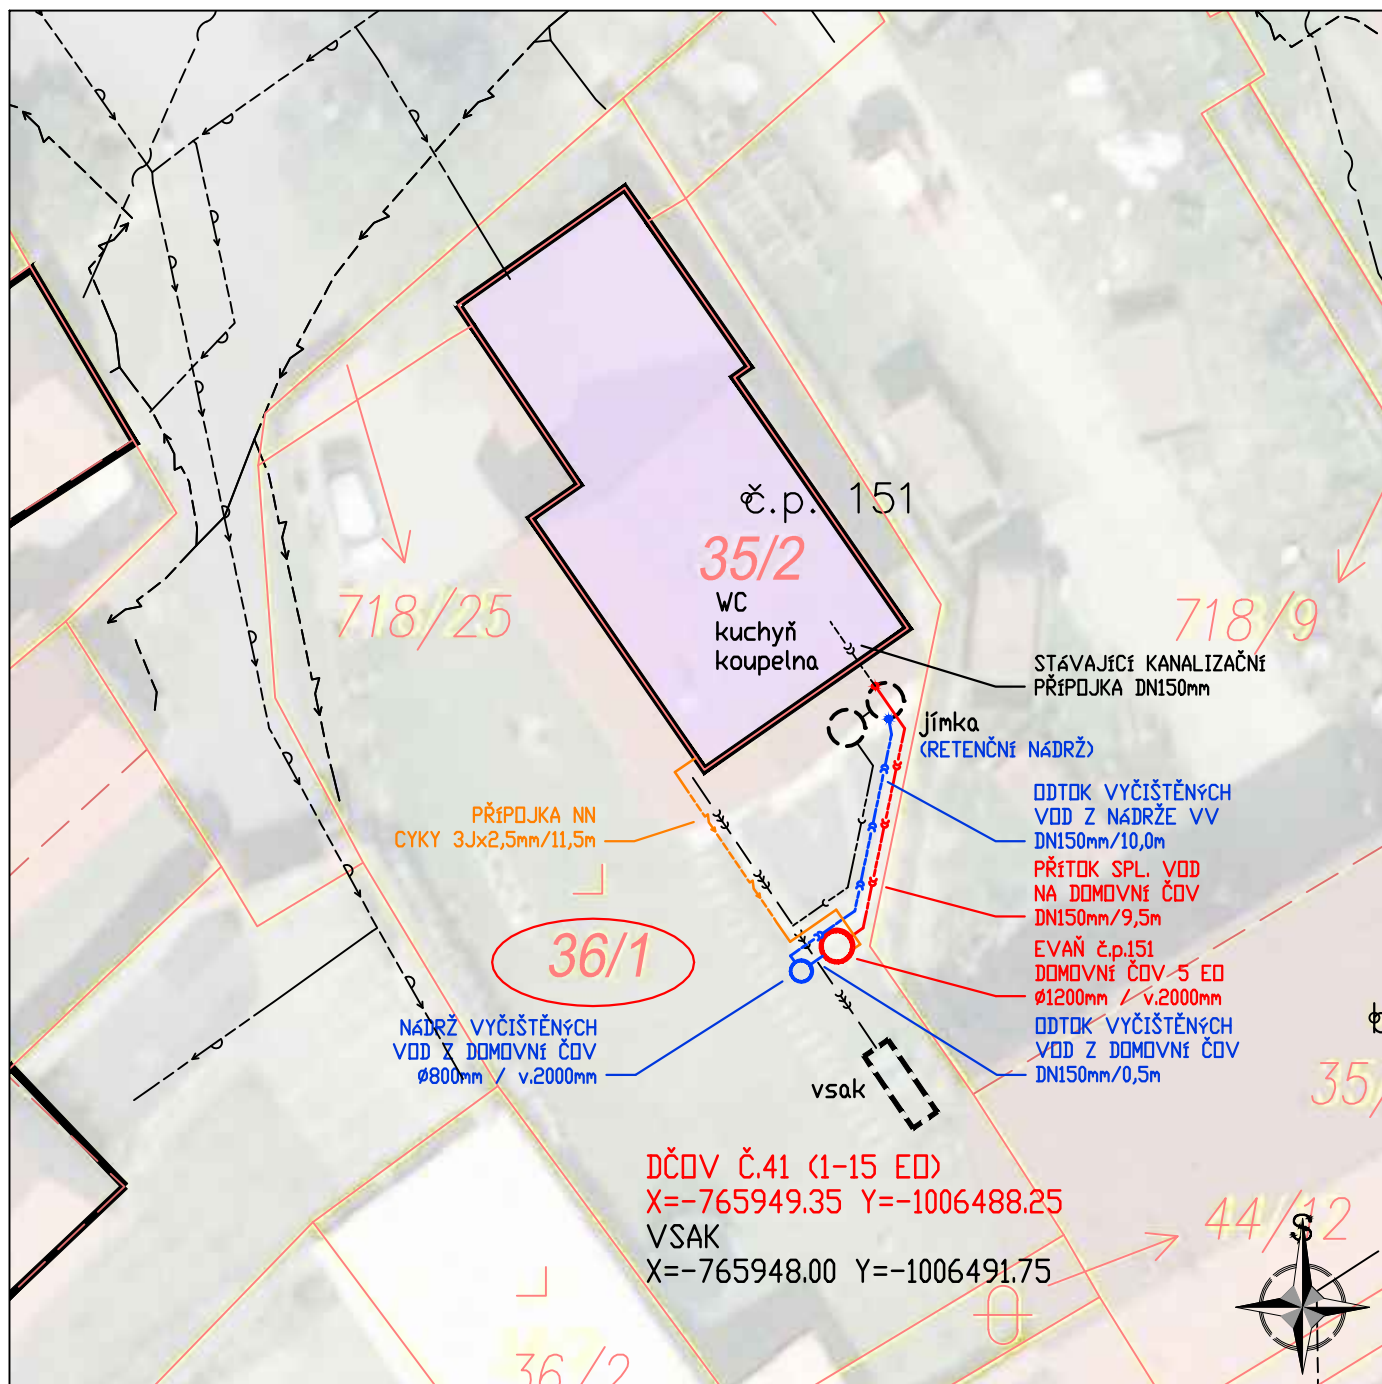 č.p. 151
35/2
WC
kuchyň
koupelna
718/25
718/9
STÁVAJÍCÍ KANALIZAČNÍ
PŘÍPOJKA DN150mm
jímka
(RETENČNÍ NÁDRŽ)
ODTOK VYČIŠTĚNÝCH
VOD Z NÁDRŽE VV
DN150mm/10,0m
PŘÍTOK SPL. VOD
NA DOMOVNÍ ČOV
DN150mm/9,5m
EVAŇ č.p.151
DOMOVNÍ ČOV 5 EO
Ø1200mm / v.2000mm
ODTOK VYČIŠTĚNÝCH
VOD Z DOMOVNÍ ČOV
DN150mm/0,5m
PŘÍPOJKA NN
CYKY 3Jx2,5mm/11,5m
36/1
NÁDRŽ VYČIŠTĚNÝCH
VOD Z DOMOVNÍ ČOV
Ø800mm / v.2000mm
vsak
35/
DČOV Č.41 (1-15 EO)
X=-765949.35 Y=-1006488.25
VSAK
X=-765948.00 Y=-1006491.75
44/12
S
36/2